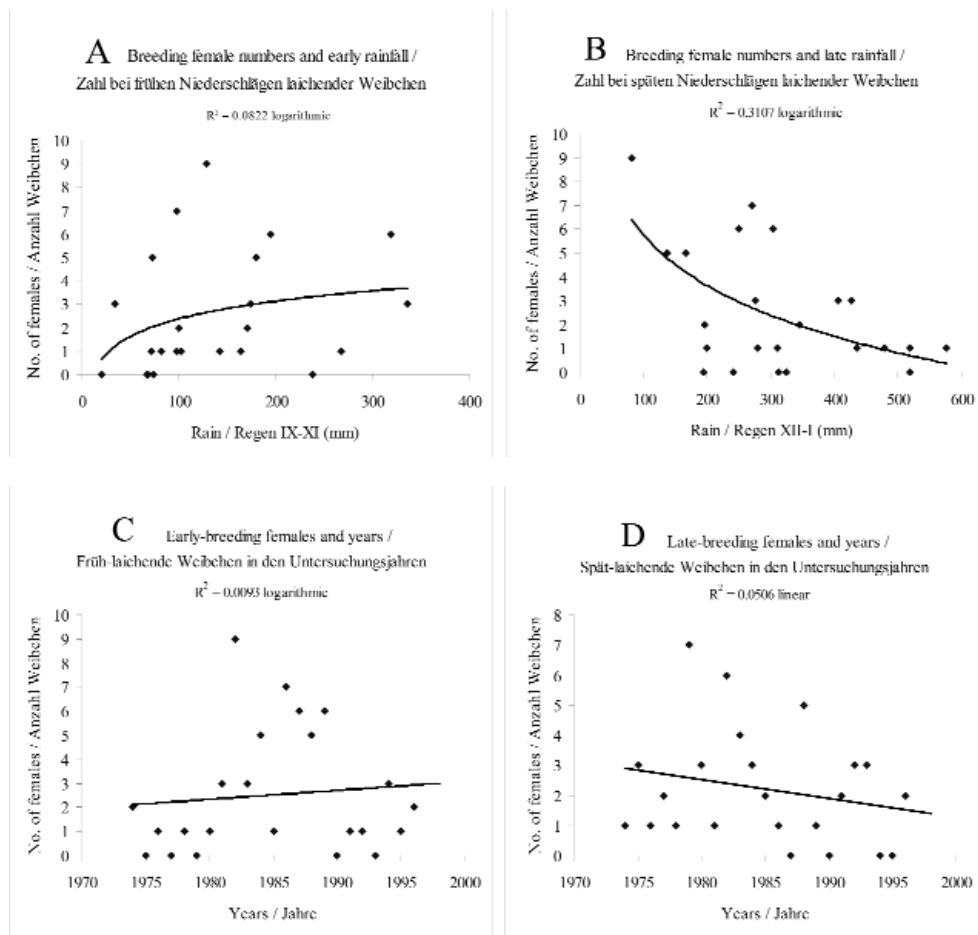 A Breeding female numbers and early rainfall /
Zahl bei frühen Niederschlägen laichender Weibchen
R² = 0.0822 logarithmic
No. of females / Anzahl Weibchen
10
9
8
7
6
5
4
3
2
1
0
0 100 200 300 400
Rain / Regen IX-XI (mm)
B Breeding female numbers and late rainfall /
Zahl bei späten Niederschlägen laichender Weibchen
R² = 0.3107 logarithmic
No. of females / Anzahl Weibchen
10
9
8
7
6
5
4
3
2
1
0
0 100 200 300 400 500 600
Rain / Regen XII-I (mm)
C Early-breeding females and years /
Früh-laichende Weibchen in den Untersuchungsjahren
R² = 0.0093 logarithmic
No. of females / Anzahl Weibchen
10
9
8
7
6
5
4
3
2
1
0
1970 1975 1980 1985 1990 1995 2000
Years / Jahre
D Late-breeding females and years /
Spät-laichende Weibchen in den Untersuchungsjahren
R² = 0.0506 linear
No. of females / Anzahl Weibchen
8
7
6
5
4
3
2
1
0
1970 1975 1980 1985 1990 1995 2000
Years / Jahre